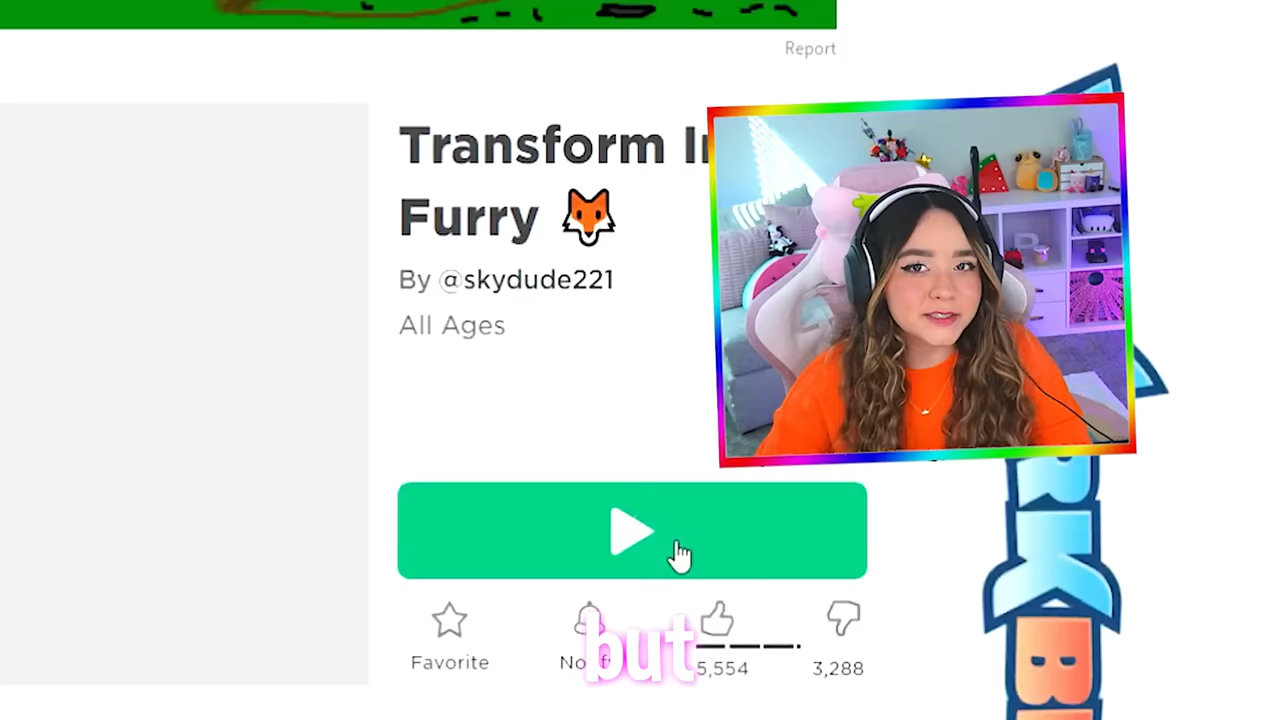 Report
Transform
Furry 🦊
By @skydude221
All Ages
but
Favorite
5,554
3,288